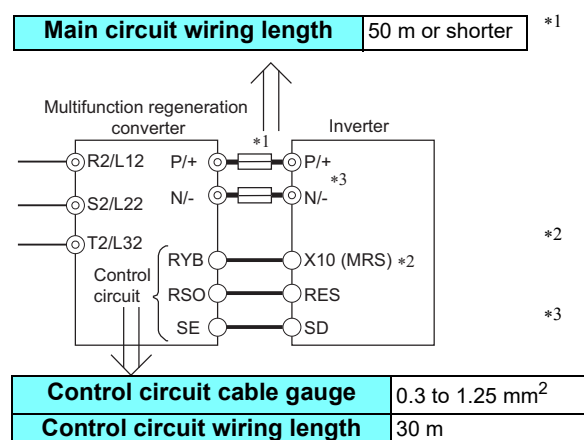 Main circuit wiring length 50 m or shorter *1
Multifunction regeneration
converter
Inverter
*1
R2/L12 P/+ P/+
*3
S2/L22 N/- N/-
*2
T2/L32
RYB X10 (MRS) *2
Control
circuit
RSO RES
*3
SE SD
Control circuit cable gauge 0.3 to 1.25 mm²
Control circuit wiring length 30 m